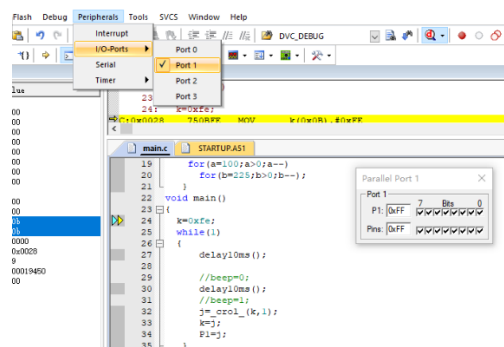 Flash Debug Peripherals Tools SVCS Window Help
Interrupt
I/O-Ports
Serial
Timer
Port 0
Port 1
Port 2
Port 3
DVC_DEBUG
lue
00
00
00
00
00
00
00
00
00
0b
0b
0000
0x0028
9
00019450
00
23
24: k=0xfe;
C:0x0028 750BFE MOV k(0x0B),#0xFE
main.c STARTUP.A51
19 for(a=100;a>0;a--)
20 for(b=225;b>0;b--);
21 }
22 void main()
23 {
24 k=0xfe;
25 while(1)
26 {
27 delay10ms();
28
29 //beep=0;
30 delay10ms();
31 //beep=1;
32 j=_crol_(k,1);
33 k=j;
34 P1=j;
35 }
Parallel Port 1
Port 1
7 Bits 0
P1: 0xFF
Pins: 0xFF